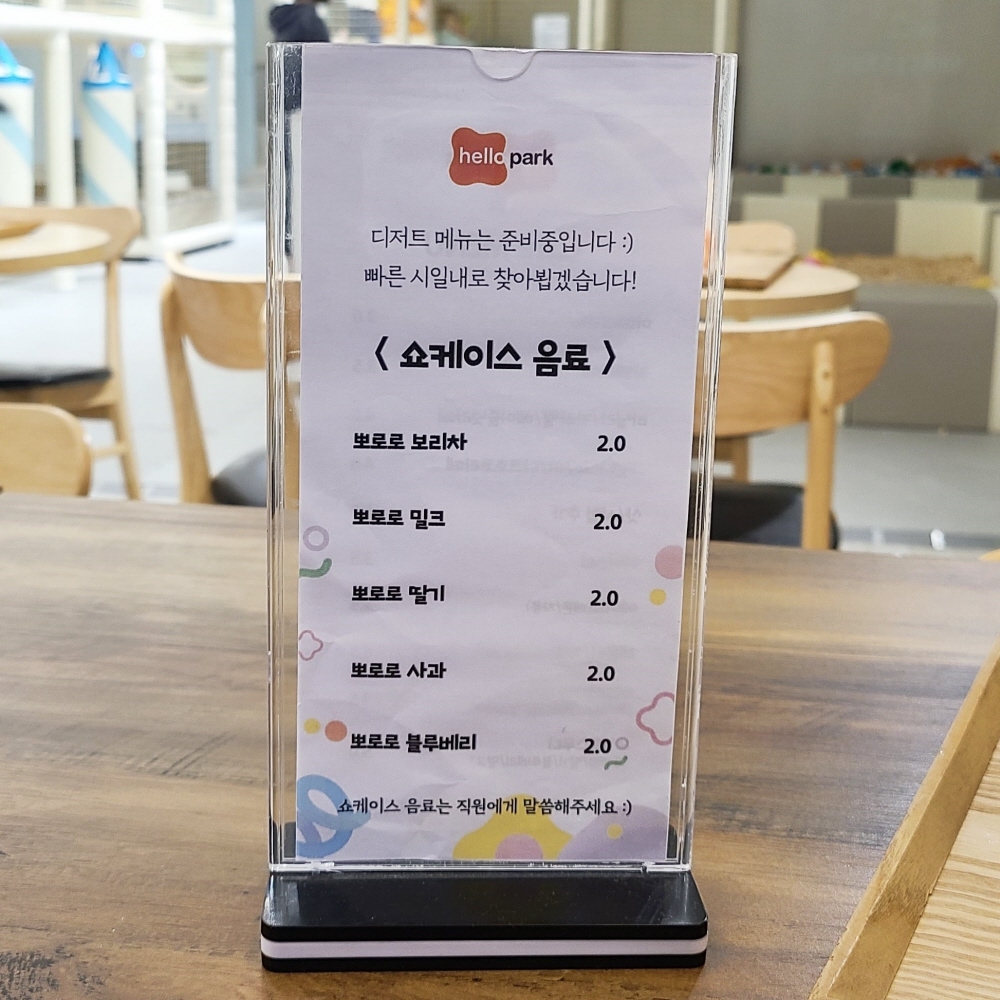 hello park
디저트 메뉴는 준비중입니다 :)
빠른 시일내로 찾아뵙겠습니다!
< 쇼케이스 음료 >
뽀로로 보리차 2.0
뽀로로 밀크 2.0
뽀로로 딸기 2.0
뽀로로 사과 2.0
뽀로로 블루베리 2.0
쇼케이스 음료는 직원에게 말씀해주세요 :)